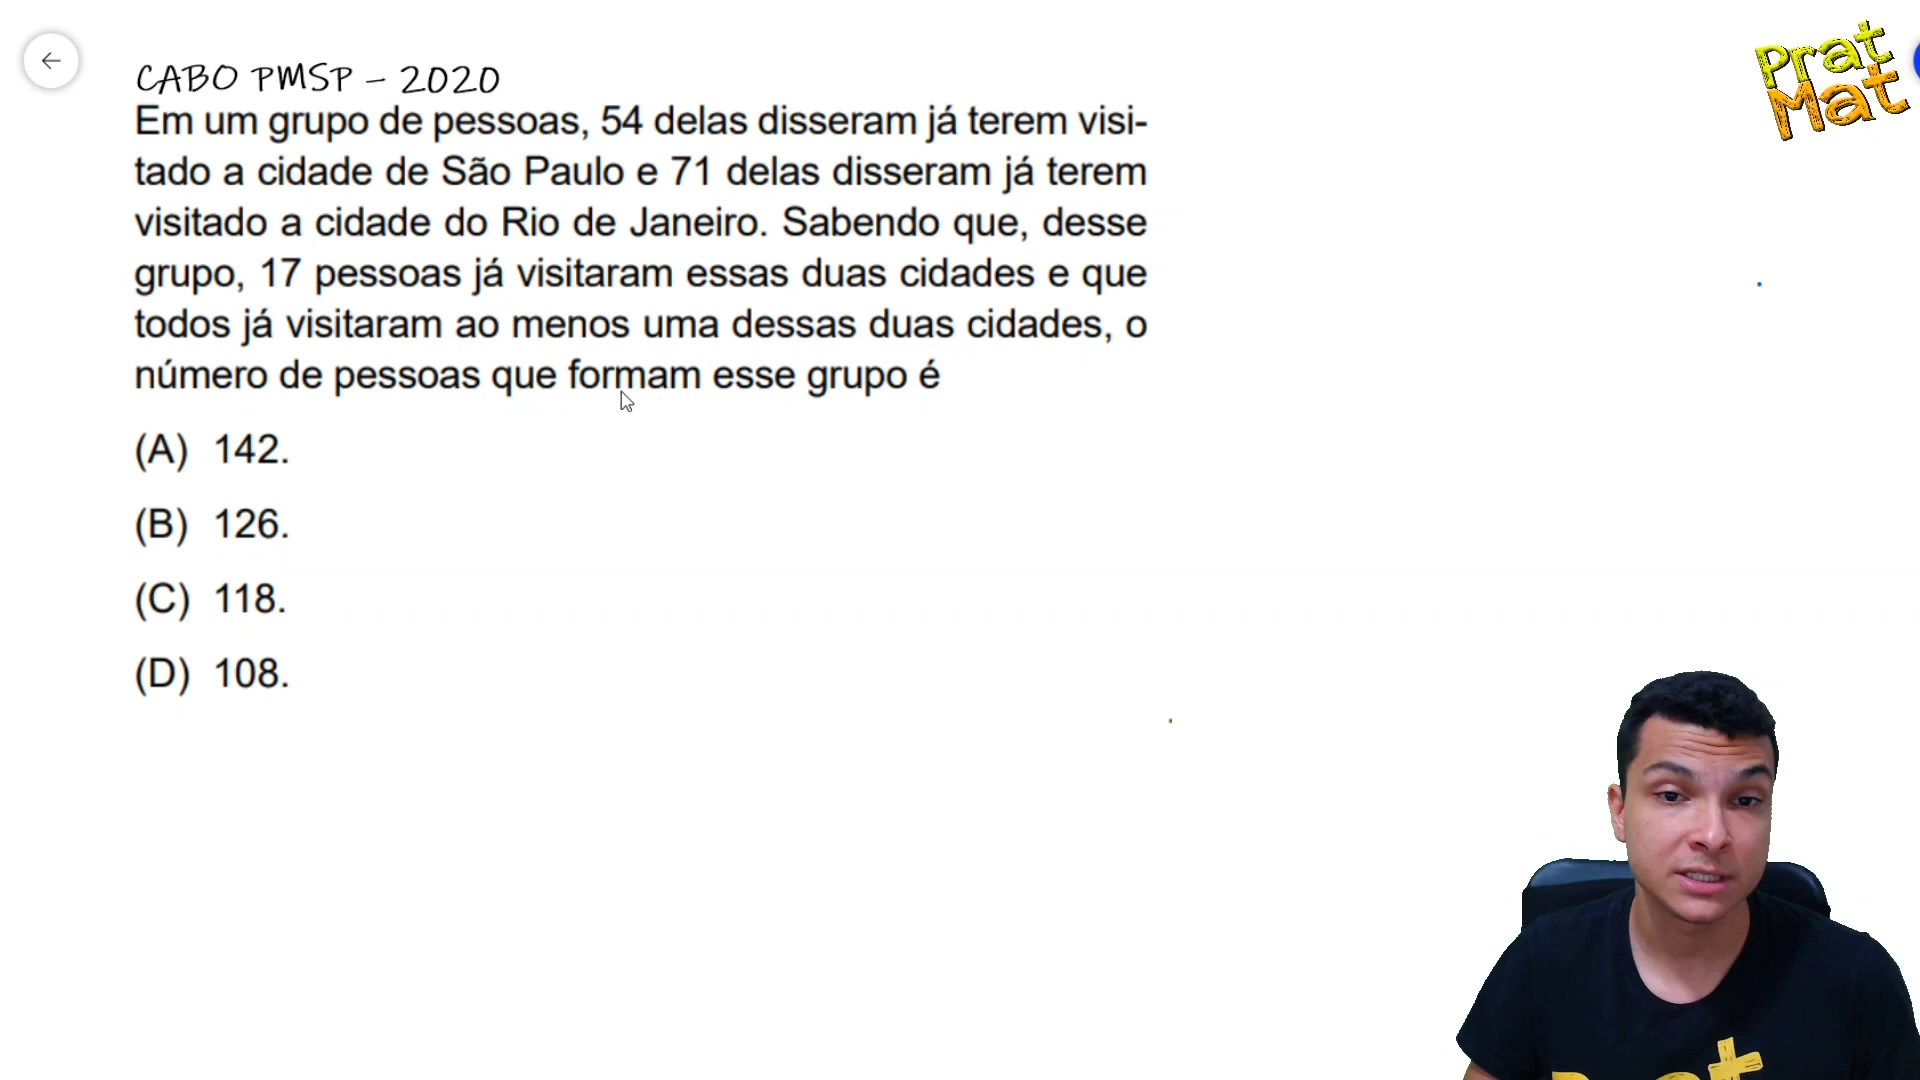 CABO PMSP – 2020
Em um grupo de pessoas, 54 delas disseram já terem visi-
tado a cidade de São Paulo e 71 delas disseram já terem
visitado a cidade do Rio de Janeiro. Sabendo que, desse
grupo, 17 pessoas já visitaram essas duas cidades e que
todos já visitaram ao menos uma dessas duas cidades, o
número de pessoas que formam esse grupo é
(A) 142.
(B) 126.
(C) 118.
(D) 108.
Prat
Mat